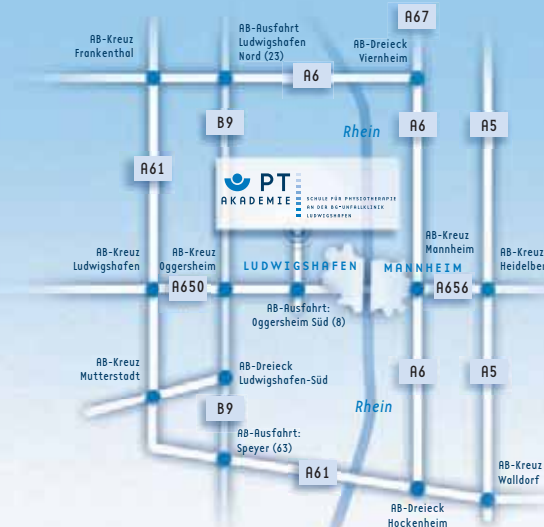 A67
AB-Kreuz
Frankenthal
AB-Ausfahrt
Ludwigshafen
Nord (23)
AB-Dreieck
Viernheim
A6
B9
Rhein
A6
A5
A61
PT
AKADEMIE
SCHULE FÜR PHYSIOTHERAPIE
AN DER BG-UNFALLKLINIK
LUDWIGSHAFEN
AB-Kreuz
Ludwigshafen
AB-Kreuz
Oggersheim
LUDWIGSHAFEN
MANNHEIM
AB-Kreuz
Mannheim
AB-Kreuz
Heidelber
A650
A656
AB-Ausfahrt:
Oggersheim Süd (8)
AB-Kreuz
Mutterstadt
AB-Dreieck
Ludwigshafen-Süd
A6
A5
B9
Rhein
AB-Ausfahrt:
Speyer (63)
A61
AB-Kreuz
Walldorf
AB-Dreieck
Hockenheim